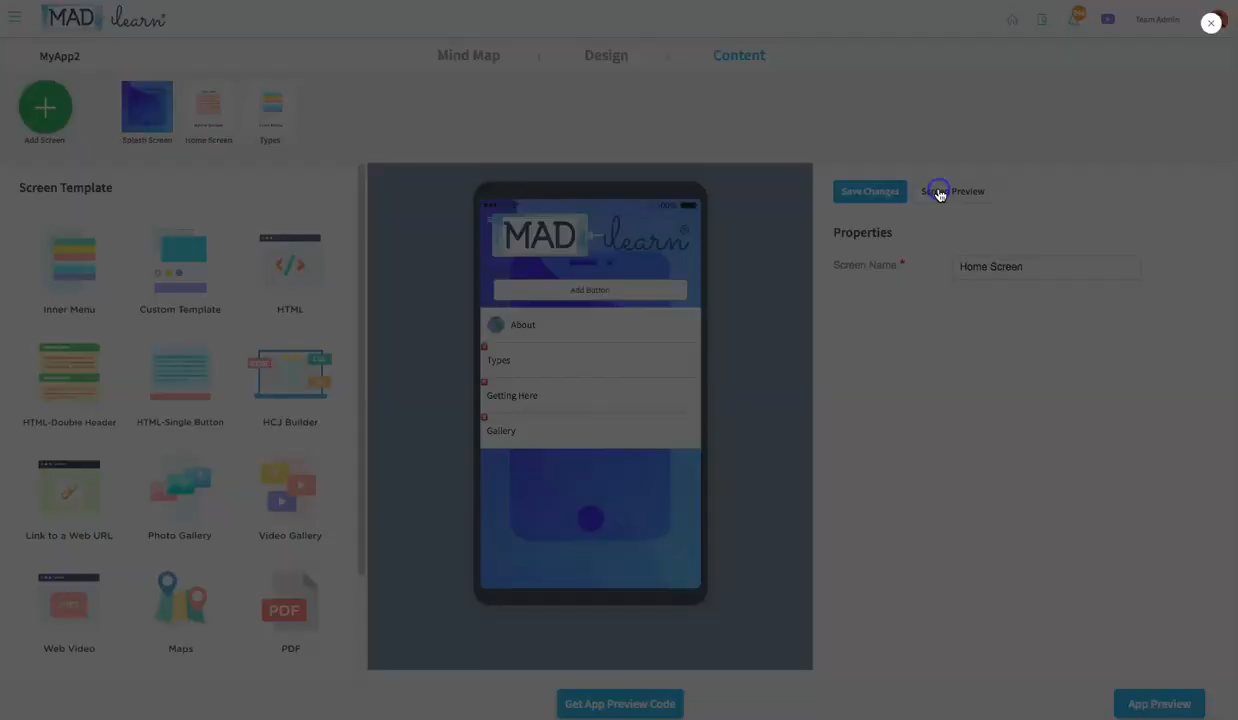 MAD learn
Team Admin
MyApp2
Mind Map
Design
Content
Add Screen
Splash Screen
Home Screen
Types
Screen Template
Inner Menu
Custom Template
HTML
HTML-Double Header
HTML-Single Button
HCJ Builder
Link to a Web URL
Photo Gallery
Video Gallery
Web Video
Maps
PDF
PDF
MAD learn
Add Button
About
Types
Getting Here
Gallery
Save Changes
Preview
Properties
Screen Name *
Home Screen
Get App Preview Code
App Preview